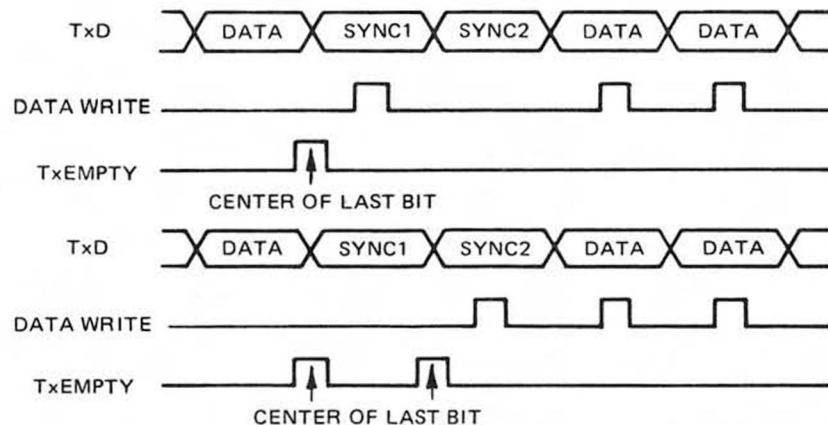 TxD DATA SYNC1 SYNC2 DATA DATA
DATA WRITE
TxEMPTY
CENTER OF LAST BIT
TxD DATA SYNC1 SYNC2 DATA DATA
DATA WRITE
TxEMPTY
CENTER OF LAST BIT